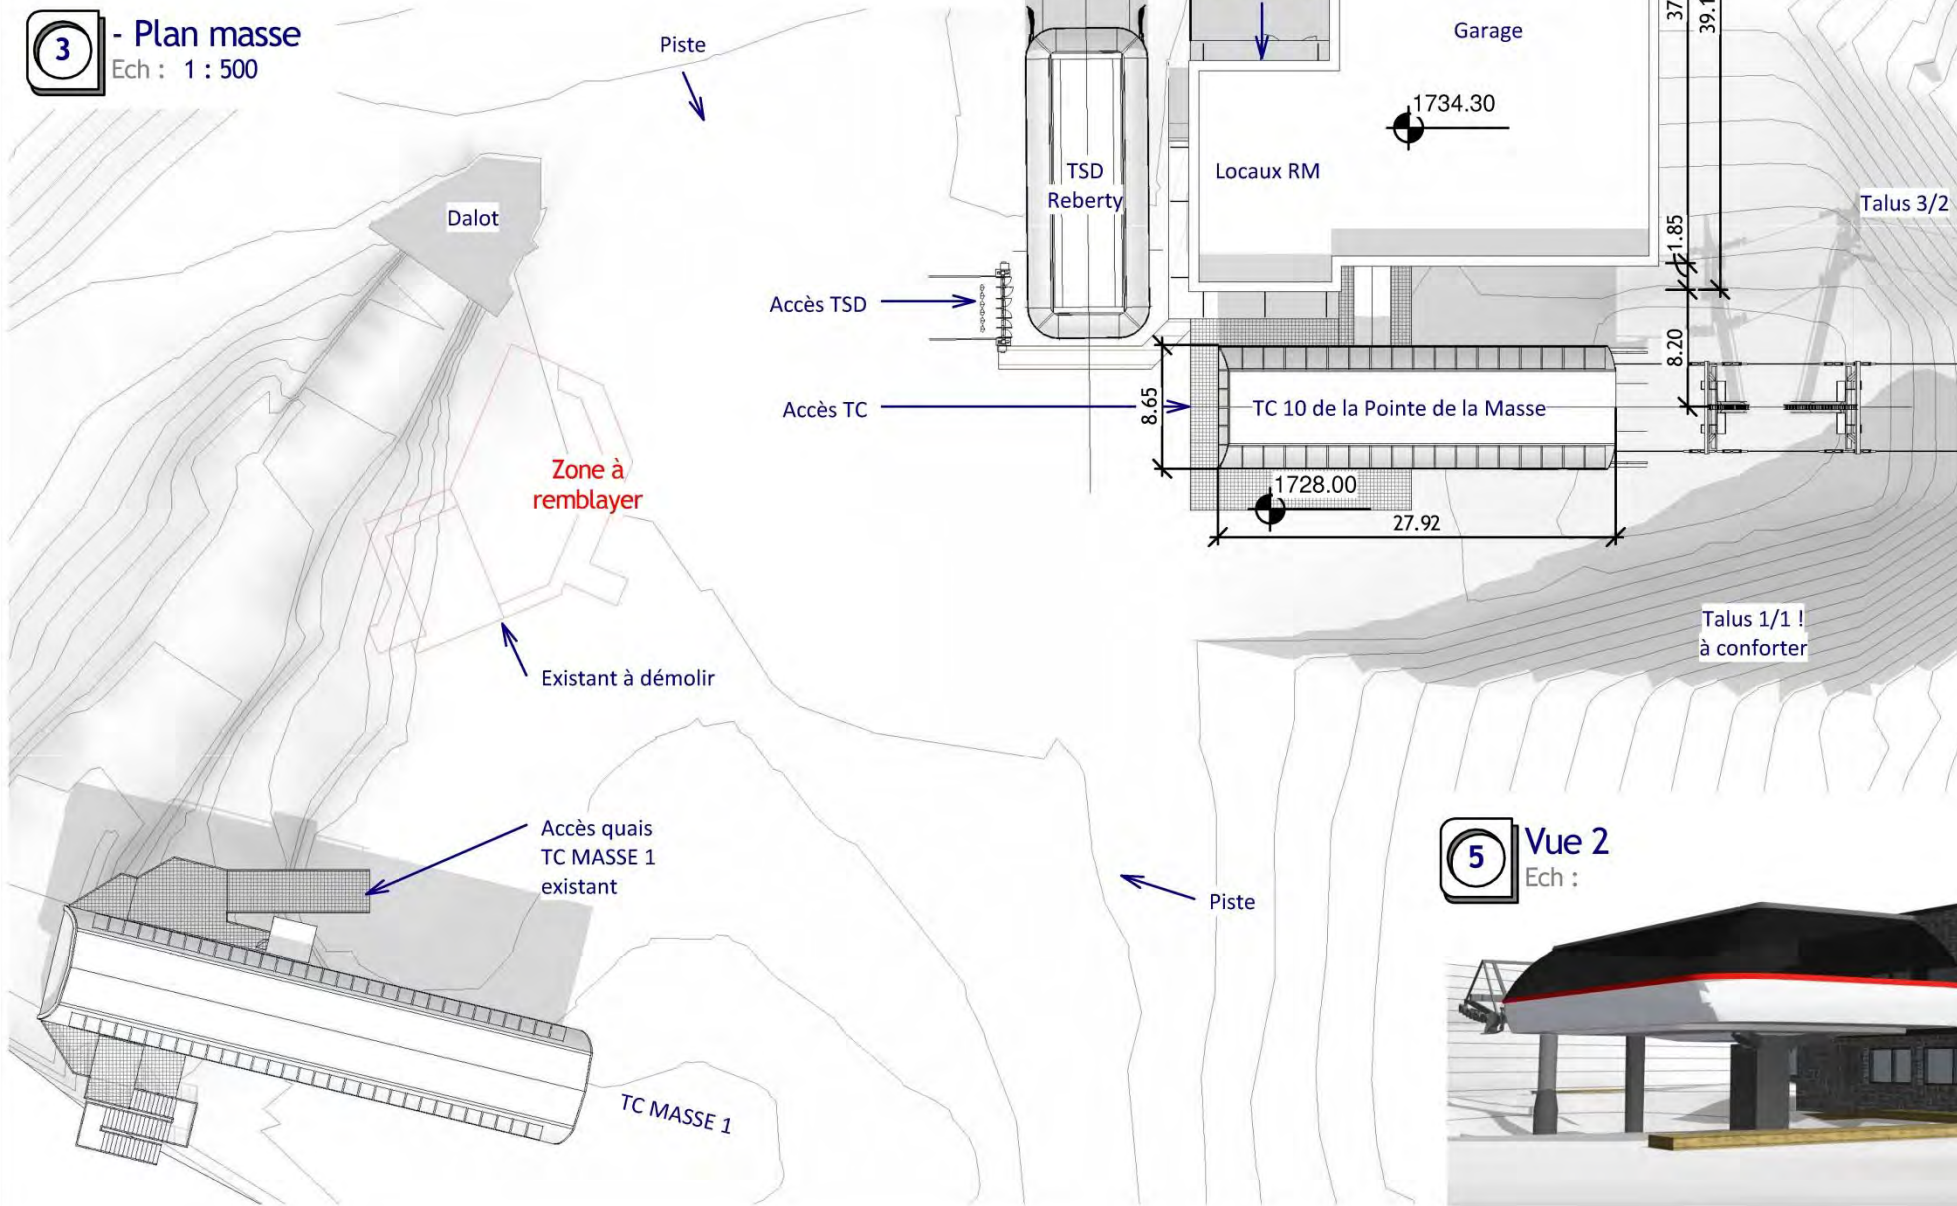 3
- Plan masse
Ech : 1 : 500
Piste
Garage
1734.30
TSD
Reberty
Locaux RM
Dalot
Talus 3/2
1.85
Accès TSD
8.20
Accès TC
8.65
TC 10 de la Pointe de la Masse
Zone à
remblayer
1728.00
27.92
Talus 1/1 !
à conforter
Existant à démolir
Accès quais
TC MASSE 1
existant
Piste
5
Vue 2
Ech :
TC MASSE 1